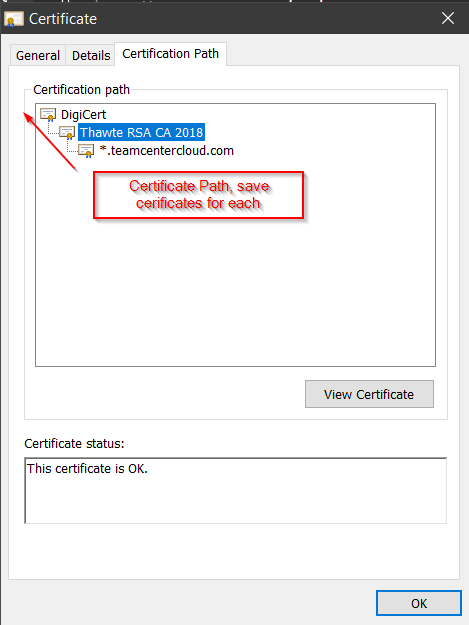 Certificate
General
Details
Certification Path
Certification path
DigiCert
Thawte RSA CA 2018
*.teamcentercloud.com
Certificate Path, save
cerificates for each
View Certificate
Certificate status:
This certificate is OK.
OK